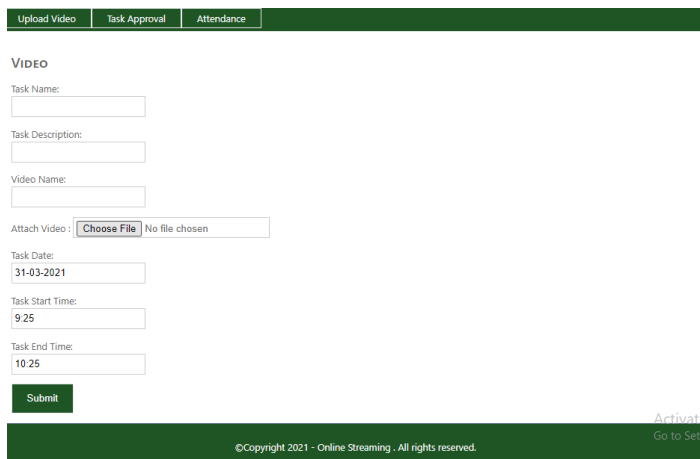 Upload Video Task Approval Attendance
VIDEO
Task Name:
Task Description:
Video Name:
Attach Video : Choose File No file chosen
Task Date:
31-03-2021
Task Start Time:
9:25
Task End Time:
10:25
Submit
Activat
Go to Set
©Copyright 2021 - Online Streaming . All rights reserved.